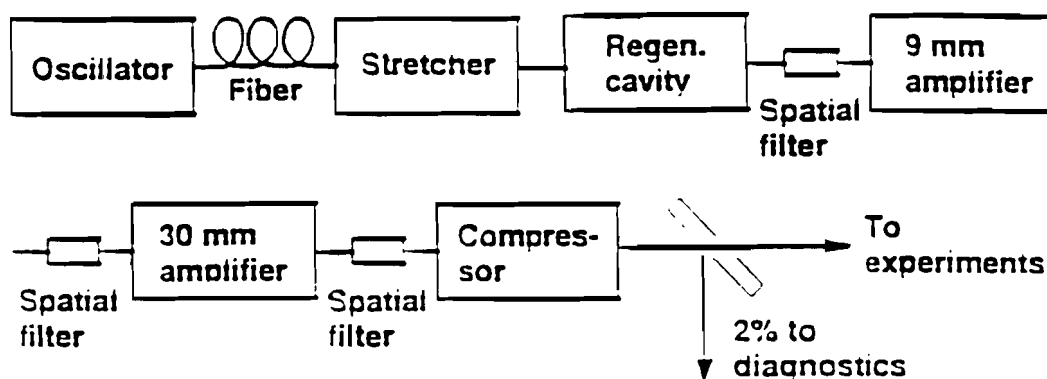 Oscillator
Fiber
Stretcher
Regen.
cavity
Spatial
filter
9 mm
amplifier
Spatial
filter
30 mm
amplifier
Spatial
filter
Compres-
sor
To
experiments
2% to
diagnostics